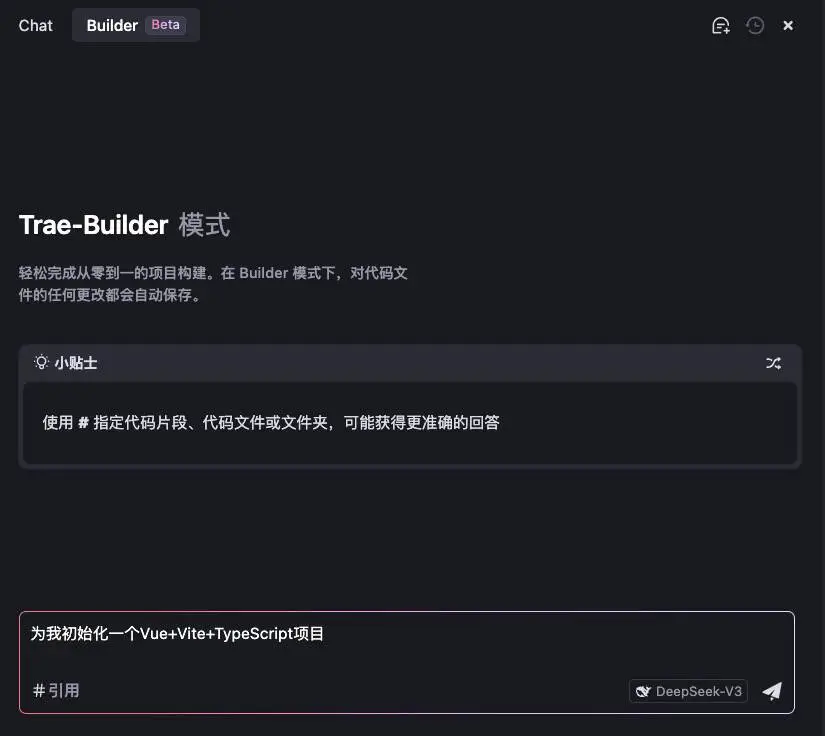 Chat
Builder Beta
Trae-Builder 模式
轻松完成从零到一的项目构建。在 Builder 模式下，对代码文
件的任何更改都会自动保存。
小贴士
使用 # 指定代码片段、代码文件或文件夹，可能获得更准确的回答
为我初始化一个Vue+Vite+TypeScript项目
#引用
DeepSeek-V3